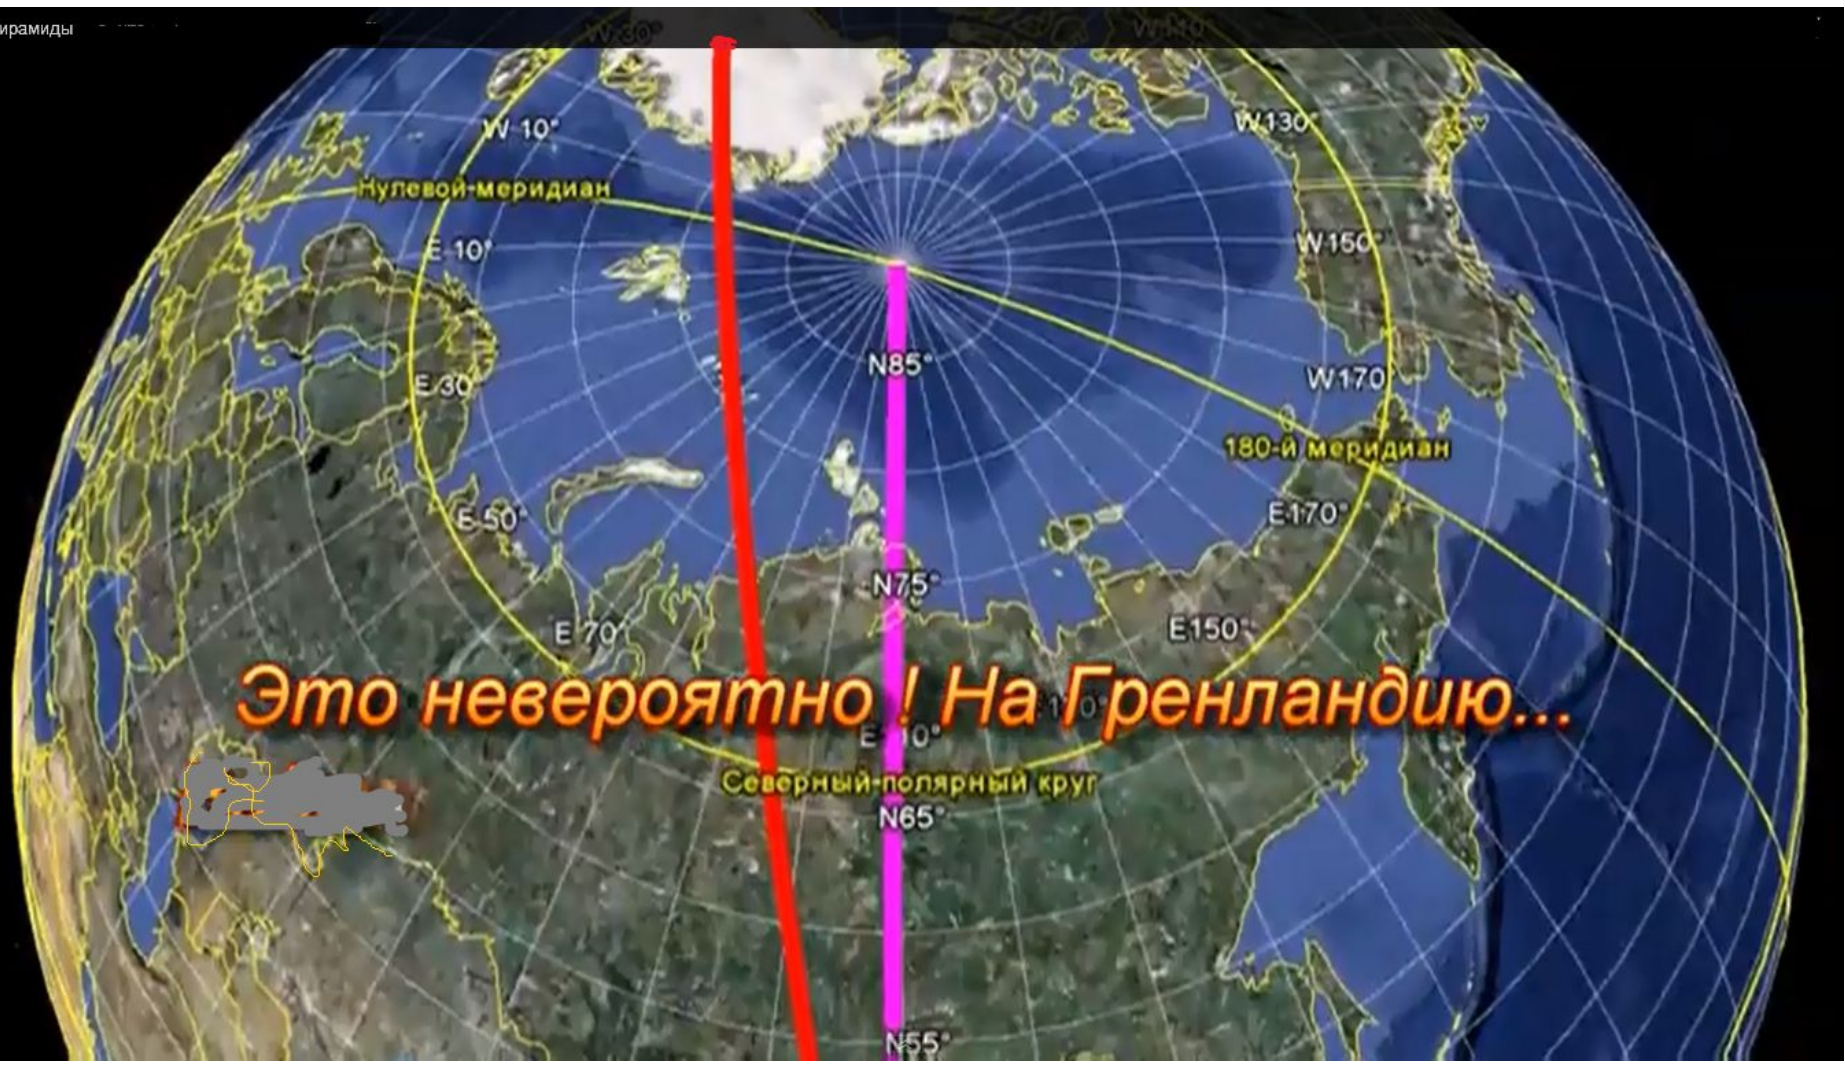 ирамиды
W 30°
W 10°
W130°
Нулевой меридиан
W150°
E 10°
N85°
W170
E 30
180-й меридиан
E 50°
E170°
N75°
E 70°
E150°
Это невероятно ! На Гренландию...
Северный полярный круг
N65°
N55°